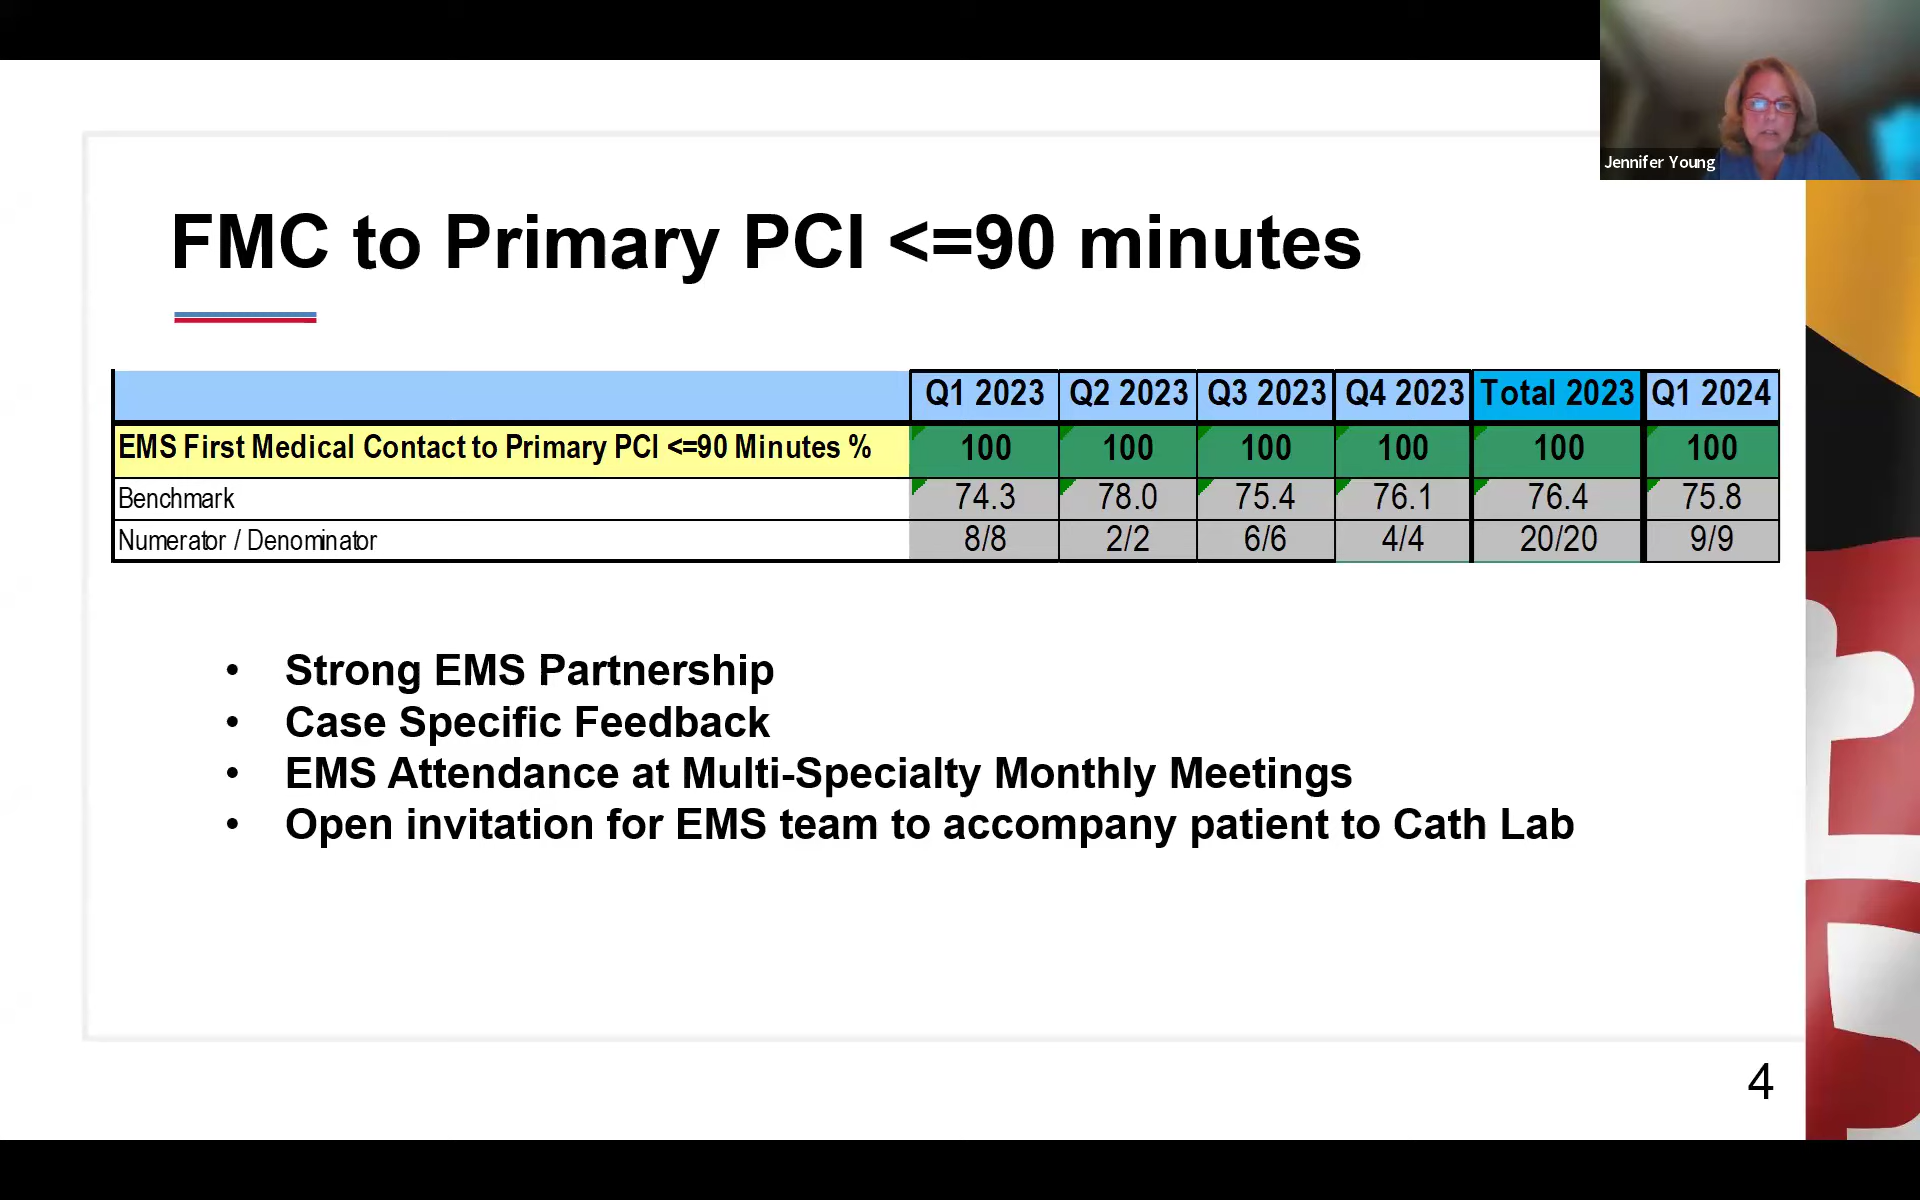 Jennifer Young
FMC to Primary PCI <=90 minutes
Q1 2023 Q2 2023 Q3 2023 Q4 2023 Total 2023 Q1 2024
EMS First Medical Contact to Primary PCI <=90 Minutes % 100 100 100 100 100 100
Benchmark 74.3 78.0 75.4 76.1 76.4 75.8
Numerator / Denominator 8/8 2/2 6/6 4/4 20/20 9/9
• Strong EMS Partnership
• Case Specific Feedback
• EMS Attendance at Multi-Specialty Monthly Meetings
• Open invitation for EMS team to accompany patient to Cath Lab
4